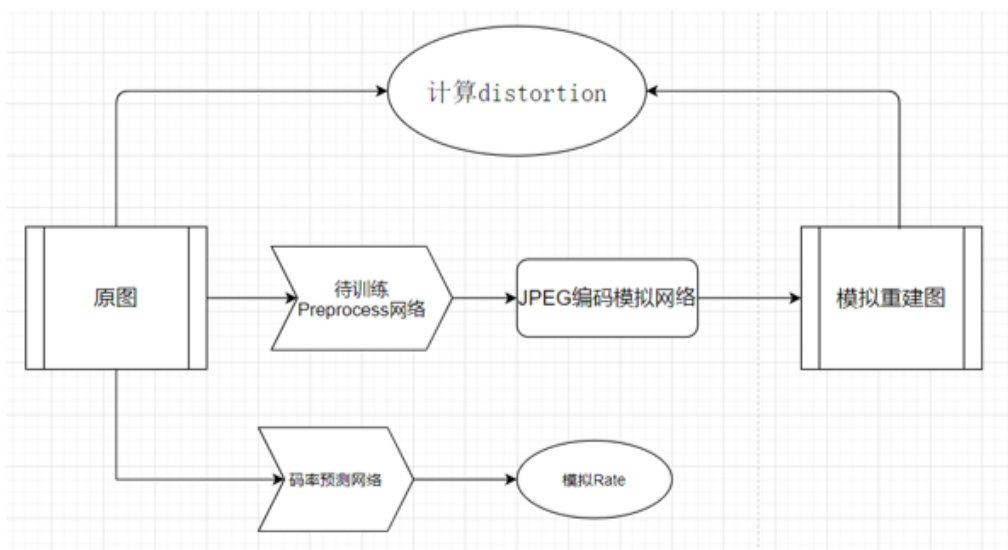 计算distortion
原图
待训练
Preprocess网络
JPEG编码模拟网络
模拟重建图
码率预测网络
模拟Rate